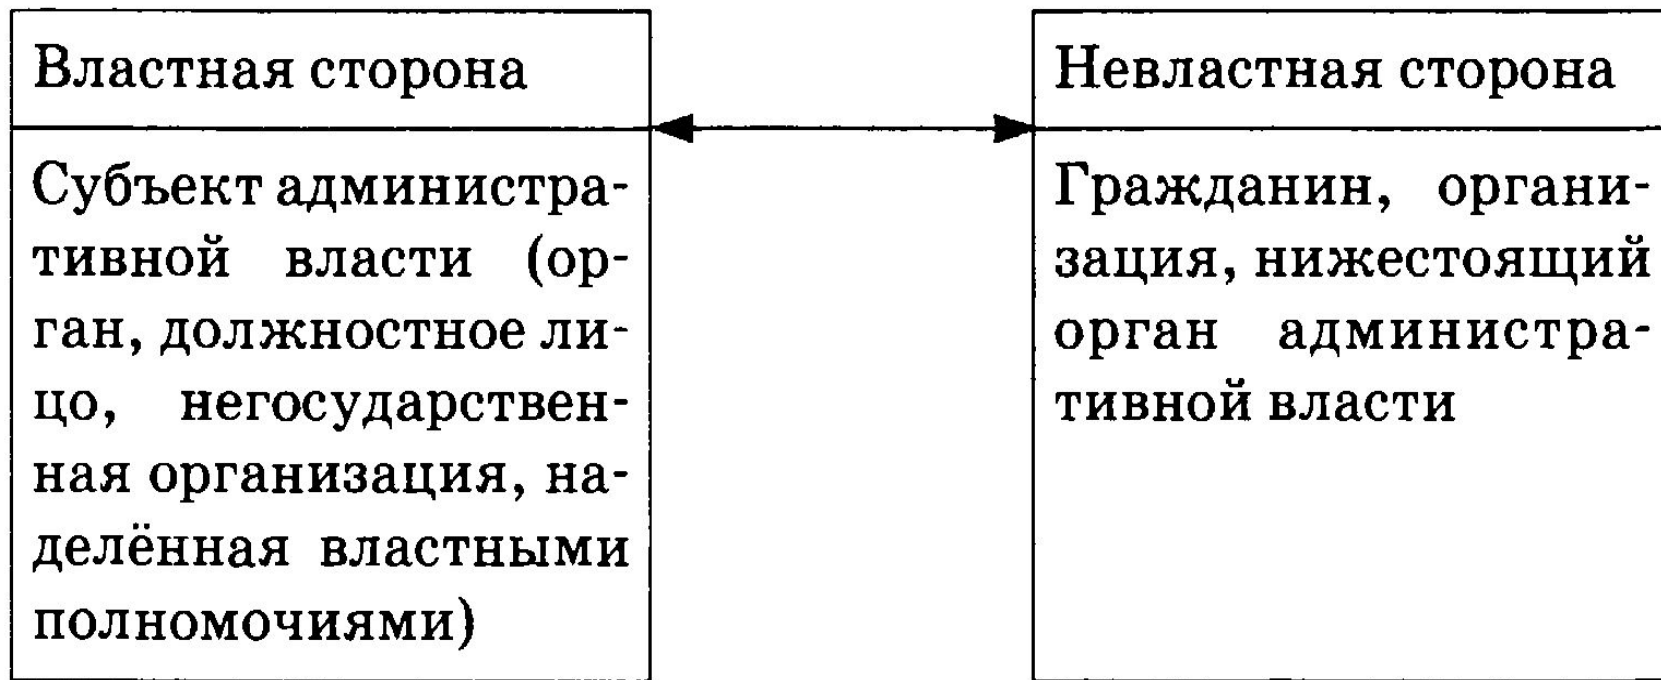 Властная сторона
Субъект администра-
тивной власти (ор-
ган, должностное ли-
цо, негосударствен-
ная организация, на-
делённая властными
полномочиями)
Невластная сторона
Гражданин, органи-
зация, нижестоящий
орган администра-
тивной власти